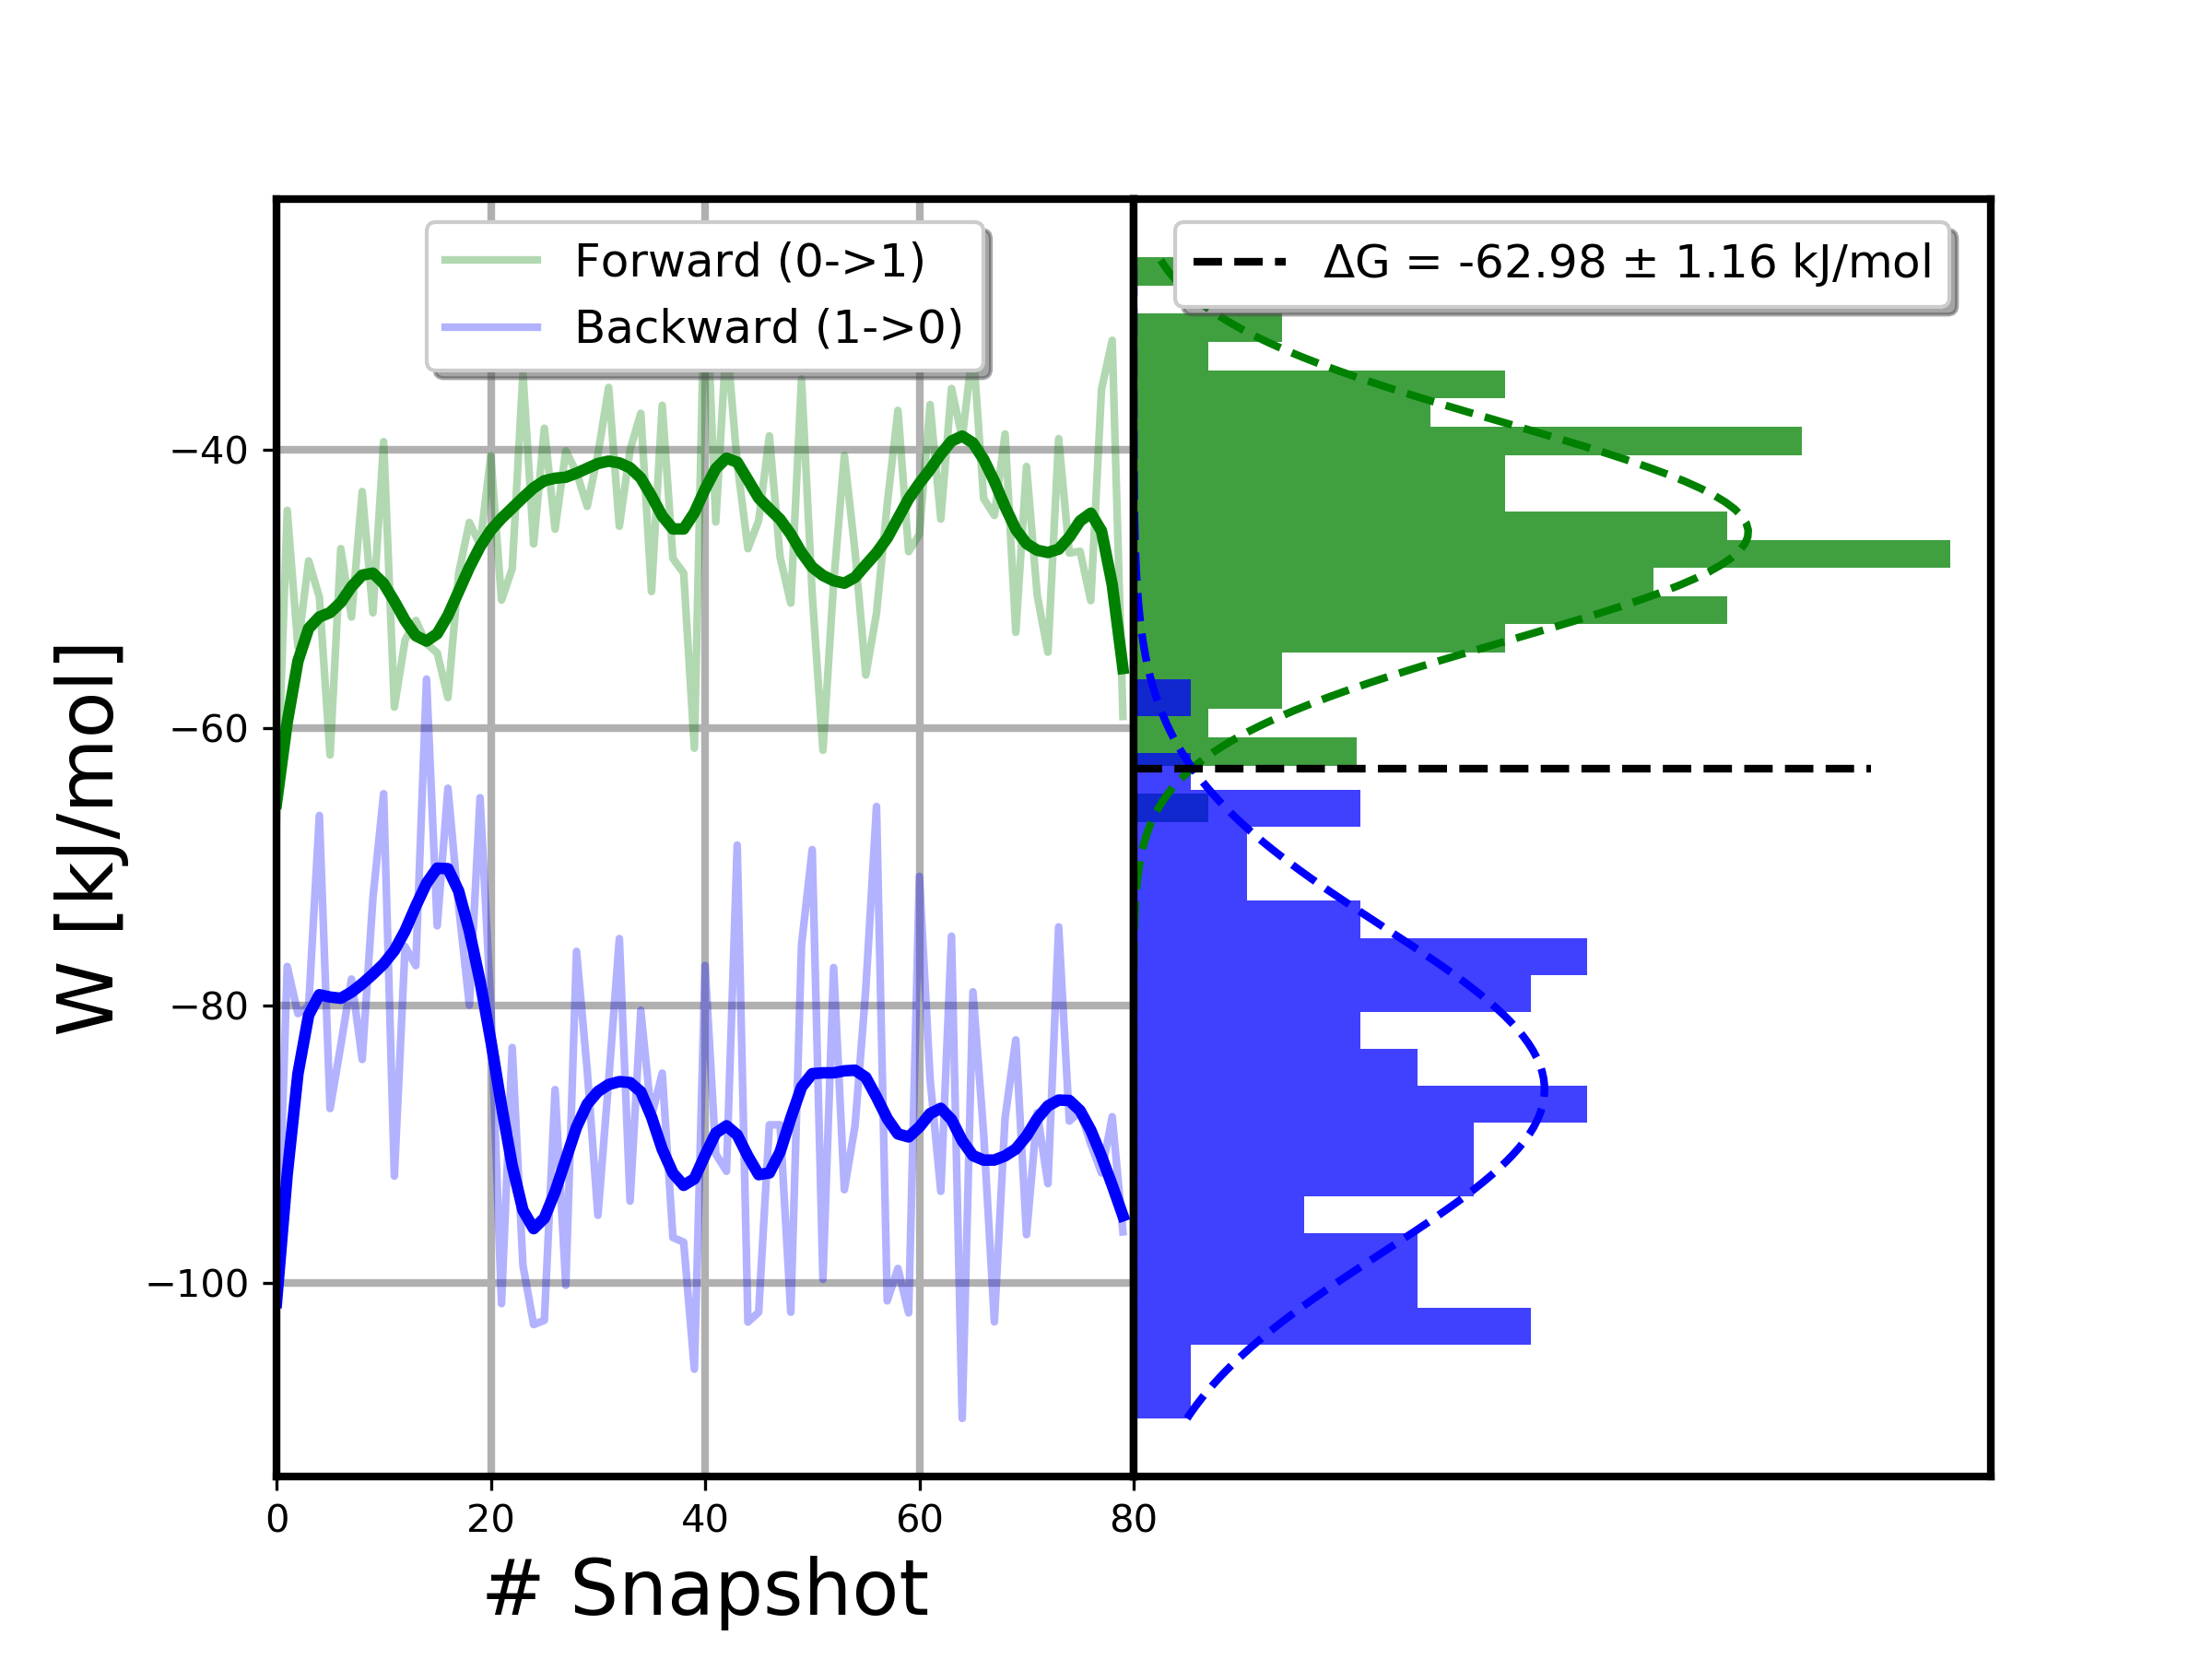 Forward (0->1)
Backward (1->0)
ΔG = -62.98 ± 1.16 kJ/mol
W [kJ/mol]
−40
−60
−80
−100
0 20 40 60 80
# Snapshot